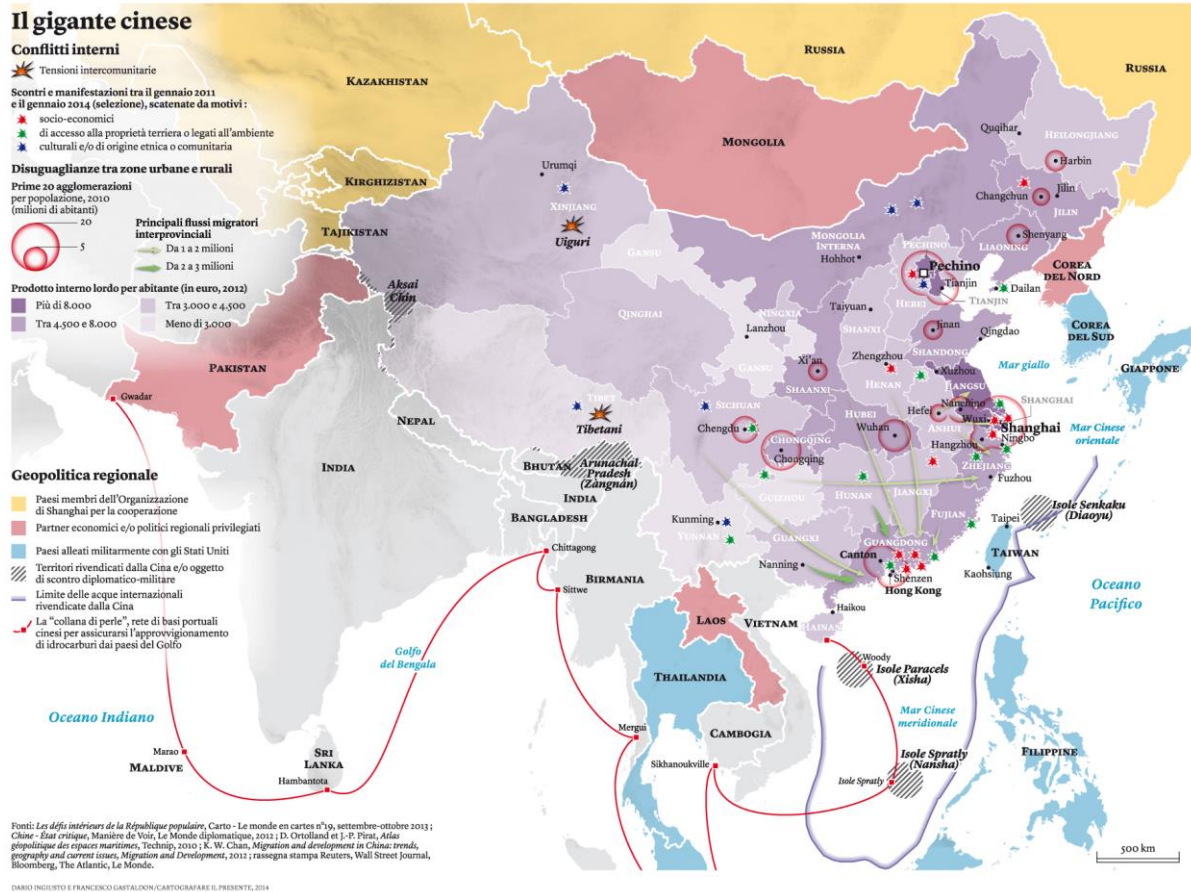 Il gigante cinese
Conflitti interni
Tensioni intercomunitarie
Scontri e manifestazioni tra il gennaio 2011
e il gennaio 2014 (selezione), scatenate da motivi :
socio-economici
di accesso alla proprietà terriera o legati all'ambiente
culturali e/o di origine etnica o comunitaria
Disuguaglianze tra zone urbane e rurali
Prime 20 agglomerazioni
per popolazione, 2010
(milioni di abitanti)
20
5
Principali flussi migratori
interprovinciali
Da 1 a 2 milioni
Da 2 a 3 milioni
Prodotto interno lordo per abitante (in euro, 2012)
Più di 8.000
Tra 3.000 e 4.500
Tra 4.500 e 8.000
Meno di 3.000
KAZAKHISTAN
RUSSIA
RUSSIA
MONGOLIA
KIRGHIZISTAN
TAJIKISTAN
Urumqi
XINJIANG
Uiguri
Aksai
Chin
GANSU
QINGHAI
MONGOLIA
INTERNA
Hohhot
Quqihar
HEILONGJIANG
Harbin
Changchun
Jilin
JILIN
Shenyang
LIAONING
PECHINO
Pechino
Tianjin
TIANJIN
HEBEI
Dailan
COREA
DEL NORD
COREA
DEL SUD
GIAPPONE
Taiyuan
NINGXIA
Lanzhou
SHANXI
Jinan
Qingdao
SHANDONG
Mar giallo
GANSU
Xi'an
SHAANXI
Zhengzhou
HENAN
Xuzhou
JIANGSU
Nanchino
SHANGHAI
Hefei
Wuxi
Shanghai
ANHUI
Hangzhou
Ningbo
ZHEJIANG
Mar Cinese
orientale
PAKISTAN
Gwadar
NEPAL
INDIA
TIBET
Tibetani
SICHUAN
Chengdu
CHONGQING
Chongqing
HUBEI
Wuhan
BHUTAN
Arunachal
Pradesh
(Zàngnán)
INDIA
BANGLADESH
Chittagong
BIRMANIA
Sittwe
GUIZHOU
HUNAN
JIANGXI
Fuzhou
FUJIAN
Kunming
YUNNAN
GUANGXI
GUANGDONG
Canton
Nanning
Shenzen
Hong Kong
Taipei
TAIWAN
Kaohsiung
Isole Senkaku
(Diaoyu)
Oceano
Pacifico
Haikou
HAINAN
LAOS
VIETNAM
THAILANDIA
CAMBOGIA
Woody
Isole Paracels
(Xisha)
Mar Cinese
meridionale
Isole Spratly
(Nansha)
Isole Spratly
FILIPPINE
Mergui
Sikhanoukville
Golfo
del Bengala
Oceano Indiano
Marao
MALDIVE
SRI
LANKA
Hambantota
Geopolitica regionale
Paesi membri dell'Organizzazione
di Shanghai per la cooperazione
Partner economici e/o politici regionali privilegiati
Paesi alleati militarmente con gli Stati Uniti
Territori rivendicati dalla Cina e/o oggetto
di scontro diplomatico-militare
Limite delle acque internazionali
rivendicate dalla Cina
La "collana di perle", rete di basi portuali
cinesi per assicurarsi l'approvvigionamento
di idrocarburi dai paesi del Golfo
500 km
Fonti: Les défis intérieurs de la République populaire, Carto - Le monde en cartes n°19, settembre-ottobre 2013 ;
Chine - État critique, Manière de Voir, Le Monde diplomatique, 2012 ; D. Ortolland et J.-P. Pirat, Atlas
géopolitique des espaces maritimes, Technip, 2010 ; K. W. Chan, Migration and development in China: trends,
geography and current issues, Migration and Development, 2012 ; rassegna stampa Reuters, Wall Street Journal,
Bloomberg, The Atlantic, Le Monde.
DARIO INGIUSTO E FRANCESCO GASTALDON/CARTOGRAFARE IL PRESENTE, 2014